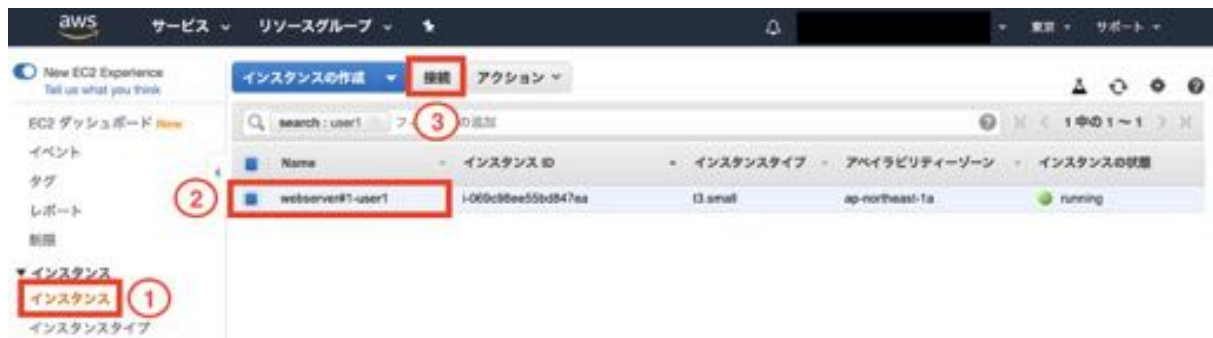 aws サービス リソースグループ 東京 サポート
New EC2 Experience
Tell us what you think
インスタンスの作成 接続 アクション
③
EC2 ダッシュボード New
search : user1 の追加 1 中の 1 ~ 1
イベント
Name インスタンス ID インスタンスタイプ アベイラビリティーゾーン インスタンスの状態
タグ
② webserver#1-user1 i-069c98ee55bd847ea t3.small ap-northeast-1a running
レポート
制限
インスタンス
インスタンス ①
インスタンスタイプ